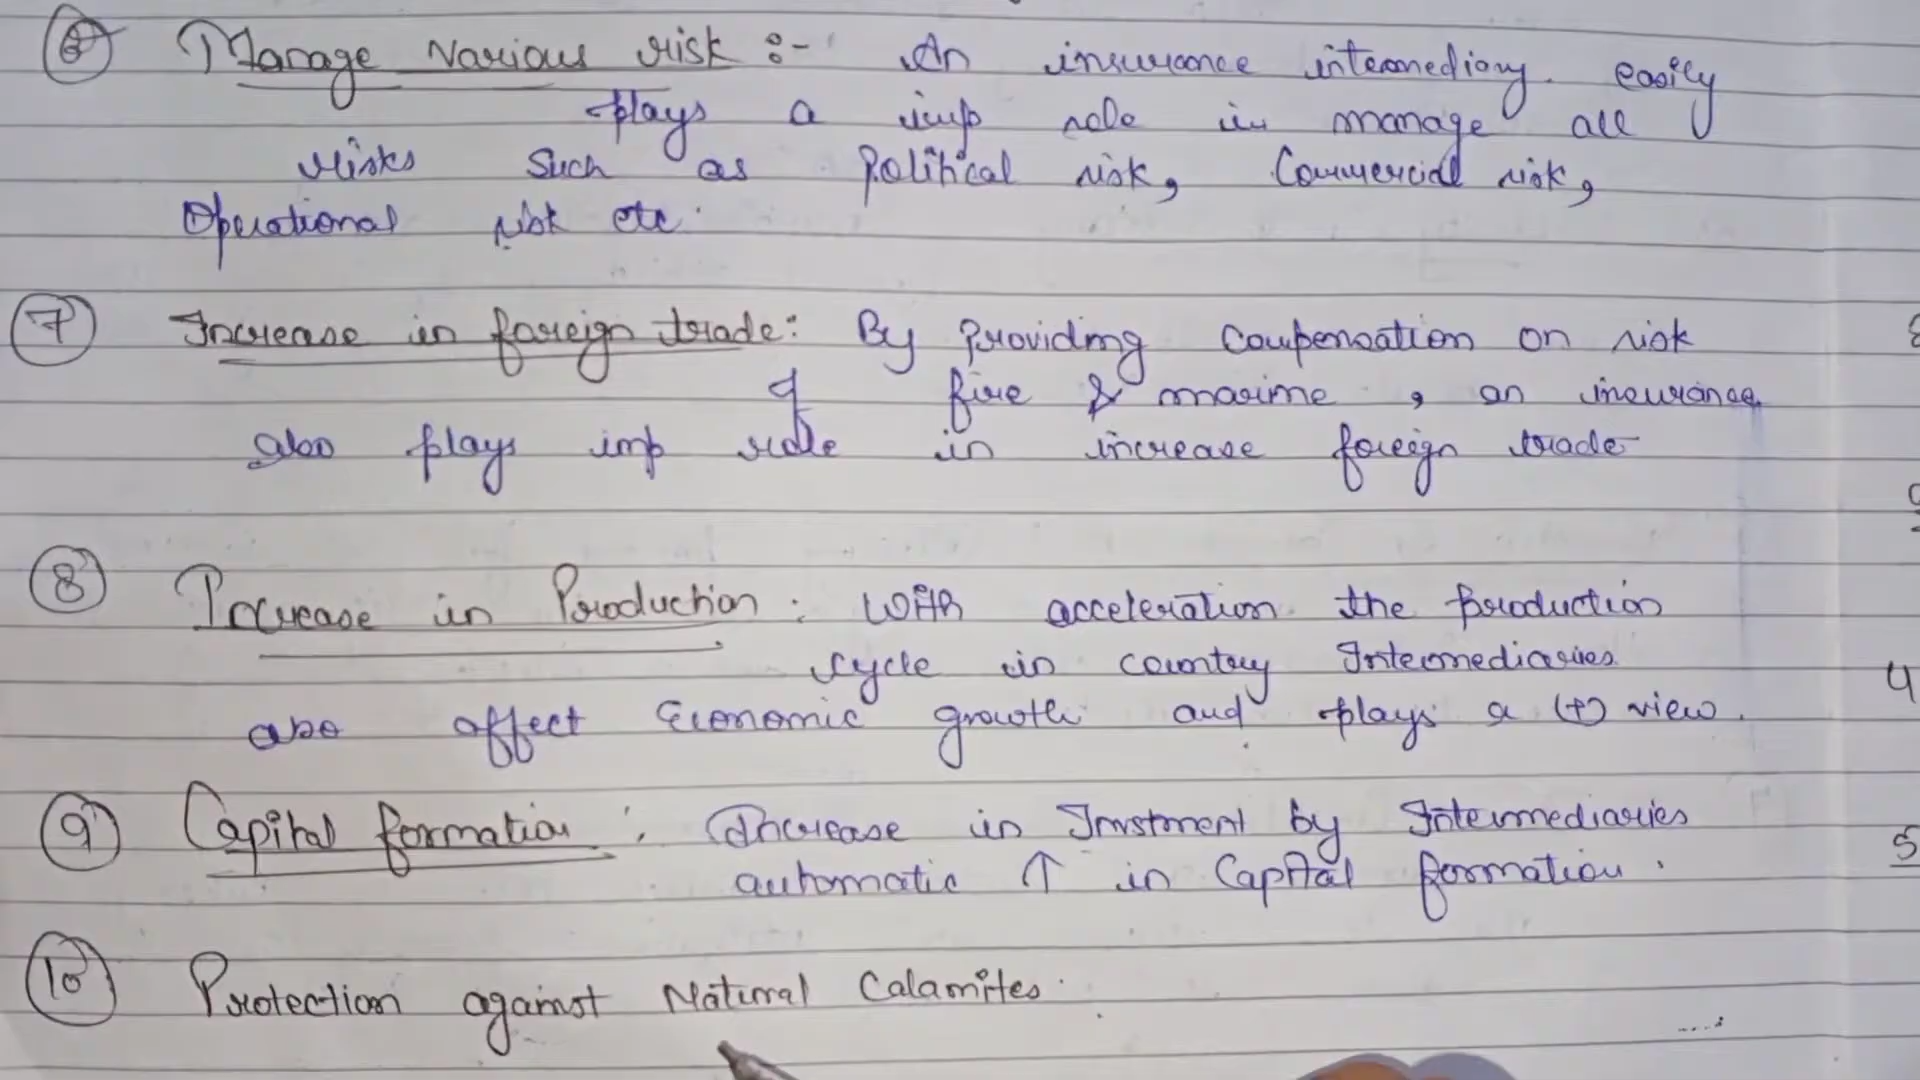 6 Manage Various risk :- An insurance intermediary easily
plays a imp role in manage all
risks Such as Political risk, Commercial risk,
Operational risk etc.
7 Increase in foreign trade: By Providing Compensation on risk
of fire & marine, an insurance
also plays imp role in increase foreign trade
8 Increase in Production: With acceleration the production
cycle in country Intermediaries
also affect Economic growth and plays a (+) view.
9 Capital formation: Increase in Invstment by Intermediaries
automatic ↑ in Capital formation.
10 Protection against Natural Calamites.
4
5